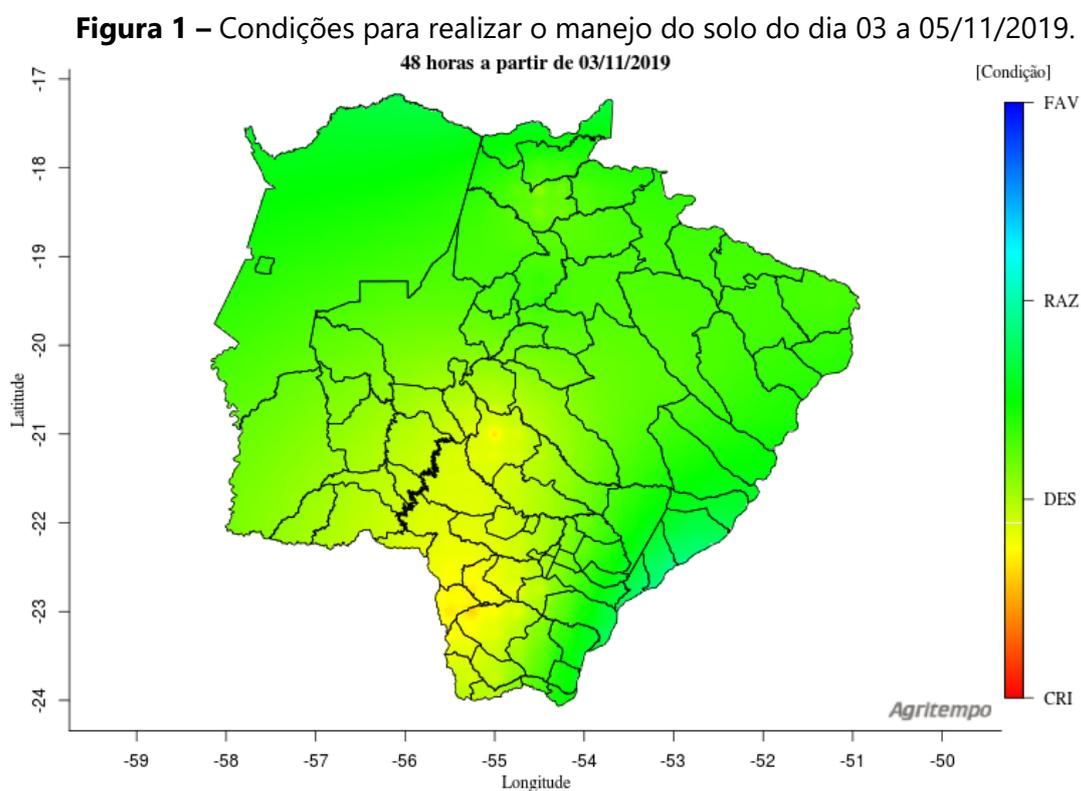 Figura 1 – Condições para realizar o manejo do solo do dia 03 a 05/11/2019.
48 horas a partir de 03/11/2019
[Condição]
FAV
RAZ
DES
CRI
Latitude
-17
-18
-19
-20
-21
-22
-23
-24
Agritempo
-59
-58
-57
-56
-55
-54
-53
-52
-51
-50
Longitude